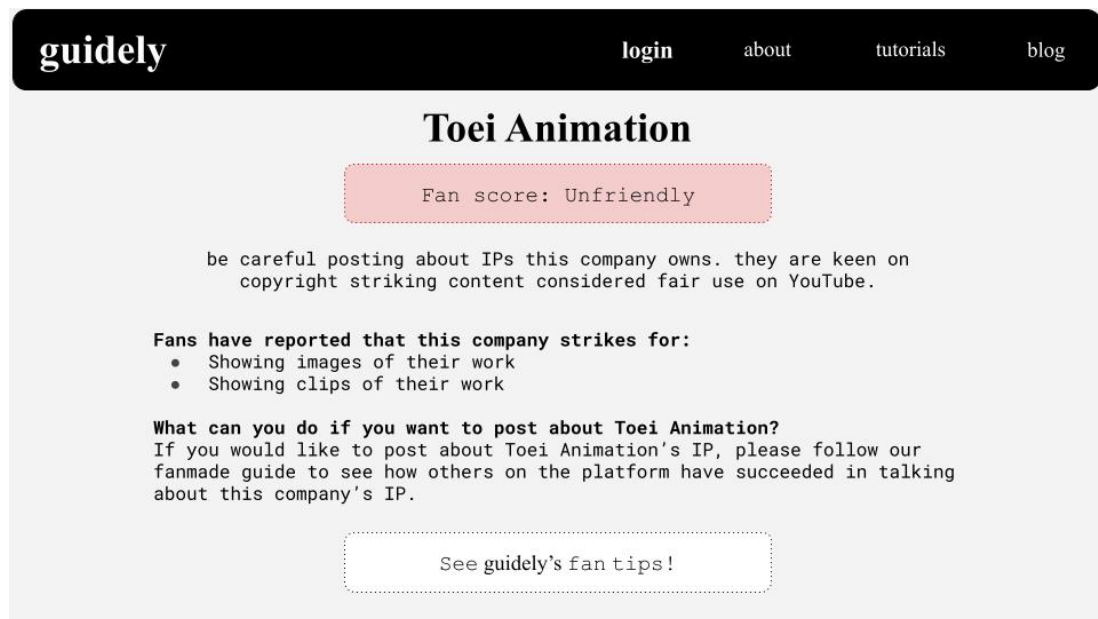 guidely
login about tutorials blog
Toei Animation
Fan score: Unfriendly
be careful posting about IPs this company owns. they are keen on
copyright striking content considered fair use on YouTube.
Fans have reported that this company strikes for:
● Showing images of their work
● Showing clips of their work
What can you do if you want to post about Toei Animation?
If you would like to post about Toei Animation’s IP, please follow our
fanmade guide to see how others on the platform have succeeded in talking
about this company’s IP.
See guidely’s fan tips!